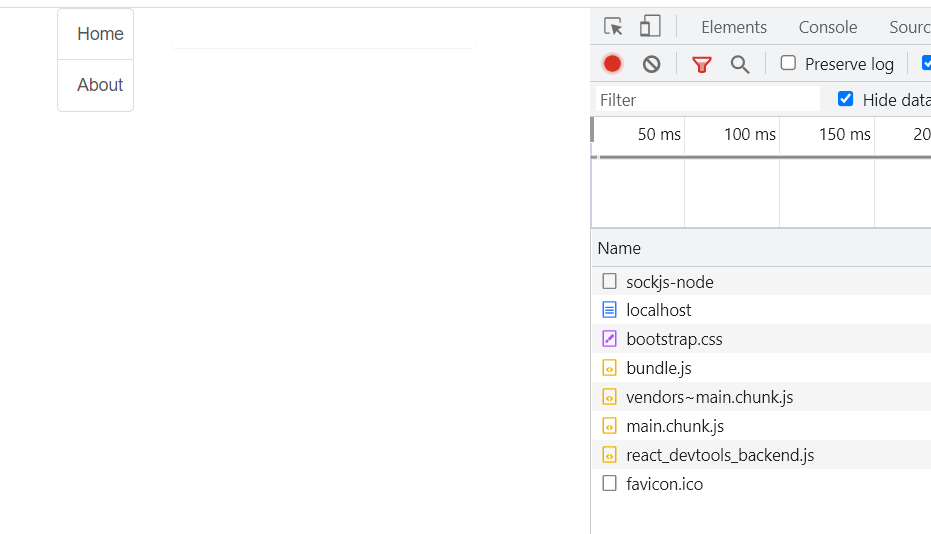 Home
About
Elements Console Sourc
Preserve log
Filter
Hide data
50 ms 100 ms 150 ms 20
Name
sockjs-node
localhost
bootstrap.css
bundle.js
vendors~main.chunk.js
main.chunk.js
react_devtools_backend.js
favicon.ico